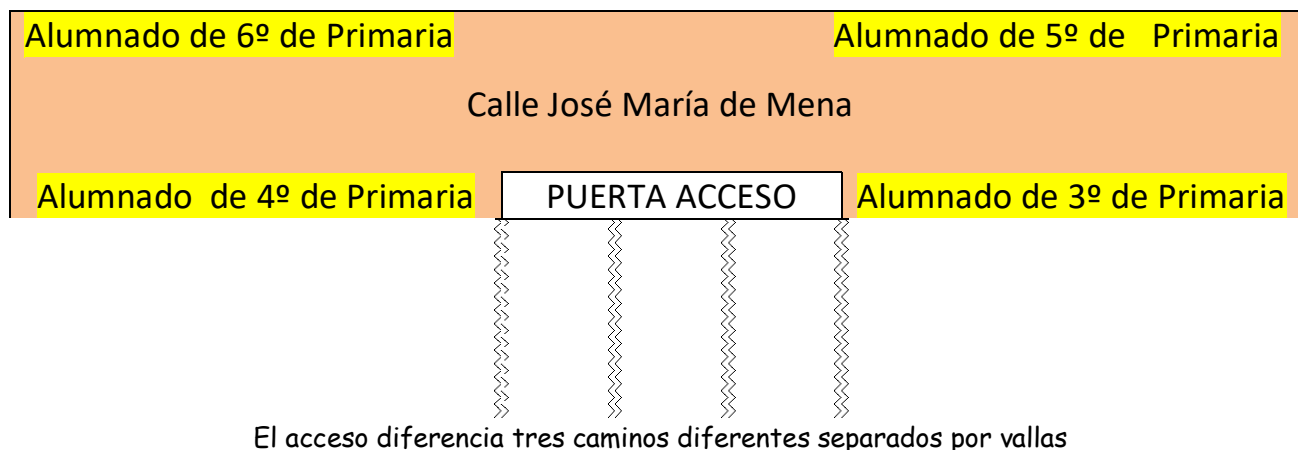 Alumnado de 6º de Primaria Alumnado de 5º de Primaria
Calle José María de Mena
Alumnado de 4º de Primaria PUERTA ACCESO Alumnado de 3º de Primaria
El acceso diferencia tres caminos diferentes separados por vallas